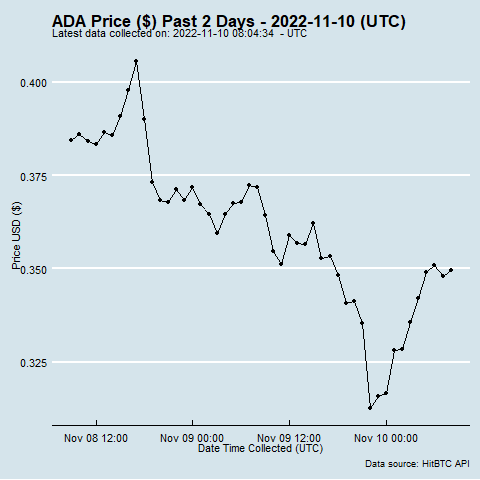 ADA Price ($) Past 2 Days - 2022-11-10 (UTC)
Latest data collected on: 2022-11-10 08:04:34  - UTC
0.400
0.375
0.350
0.325
Price USD ($)
Nov 08 12:00
Nov 09 00:00
Nov 09 12:00
Nov 10 00:00
Date Time Collected (UTC)
Data source: HitBTC API